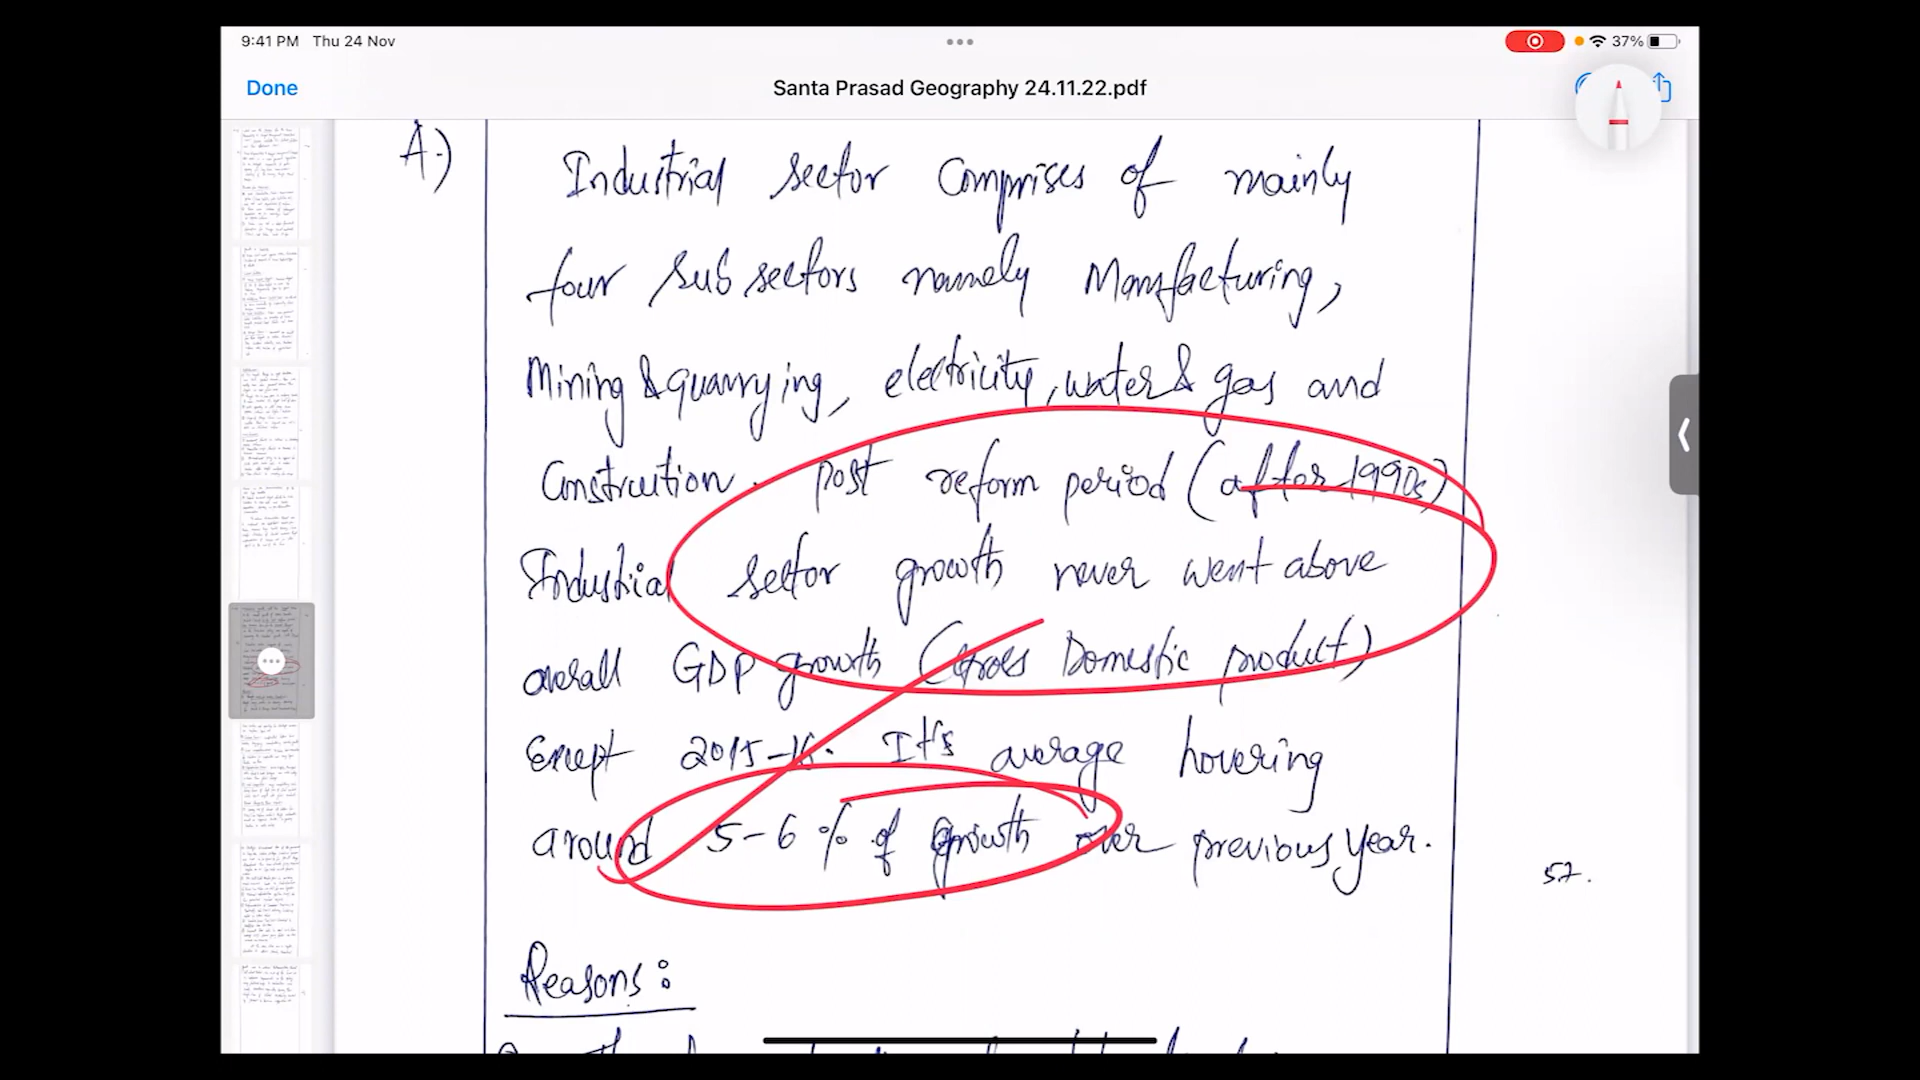 9:41 PM Thu 24 Nov
37%
Done
Santa Prasad Geography 24.11.22.pdf
A.)
Industrial sector comprises of mainly
four sub sectors namely Manufacturing,
Mining & quarrying, electricity, water & gas and
Construction. post reform period (after 1990s)
Industrial sector growth never went above
overall GDP growth (Gross Domestic product)
Except 2015-16. It's average hovering
around 5-6 % of growth over previous year.
57.
Reasons: